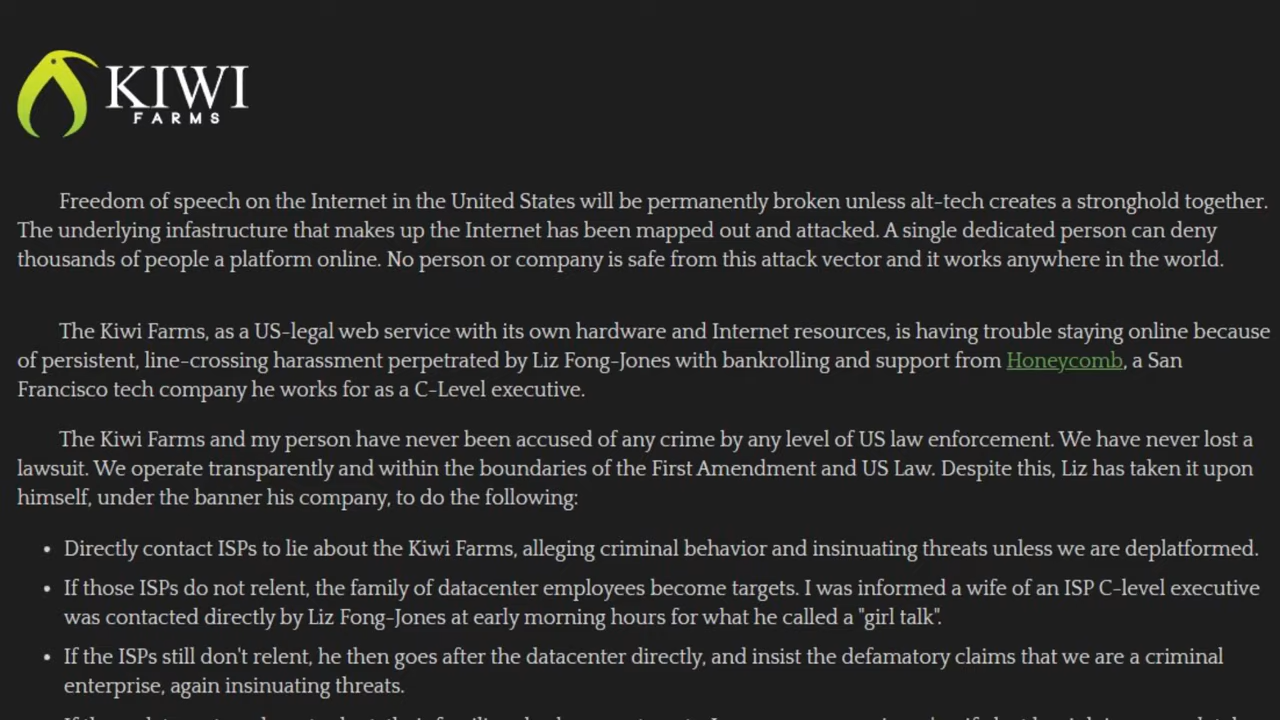 KIWI
FARMS
Freedom of speech on the Internet in the United States will be permanently broken unless alt-tech creates a stronghold together.
The underlying infastructure that makes up the Internet has been mapped out and attacked. A single dedicated person can deny
thousands of people a platform online. No person or company is safe from this attack vector and it works anywhere in the world.
The Kiwi Farms, as a US-legal web service with its own hardware and Internet resources, is having trouble staying online because
of persistent, line-crossing harassment perpetrated by Liz Fong-Jones with bankrolling and support from Honeycomb, a San
Francisco tech company he works for as a C-Level executive.
The Kiwi Farms and my person have never been accused of any crime by any level of US law enforcement. We have never lost a
lawsuit. We operate transparently and within the boundaries of the First Amendment and US Law. Despite this, Liz has taken it upon
himself, under the banner his company, to do the following:
• Directly contact ISPs to lie about the Kiwi Farms, alleging criminal behavior and insinuating threats unless we are deplatformed.
• If those ISPs do not relent, the family of datacenter employees become targets. I was informed a wife of an ISP C-level executive
was contacted directly by Liz Fong-Jones at early morning hours for what he called a "girl talk".
• If the ISPs still don't relent, he then goes after the datacenter directly, and insist the defamatory claims that we are a criminal
enterprise, again insinuating threats.